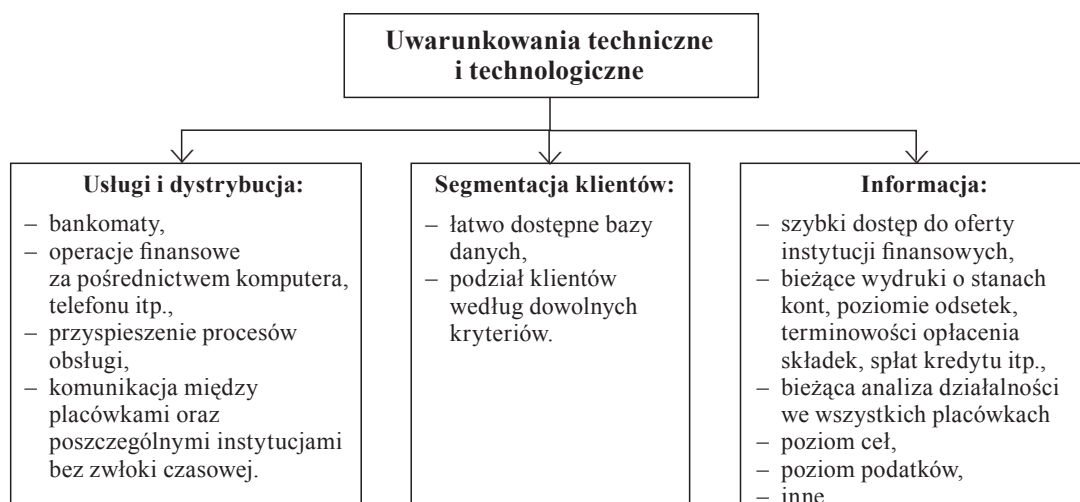 Uwarunkowania techniczne
i technologiczne
Usługi i dystrybucja:
– bankomaty,
– operacje finansowe
za pośrednictwem komputera,
telefonu itp.,
– przyspieszenie procesów
obsługi,
– komunikacja między
placówkami oraz
poszczególnymi instytucjami
bez zwłoki czasowej.
Segmentacja klientów:
– łatwo dostępne bazy
danych,
– podział klientów
według dowolnych
kryteriów.
Informacja:
– szybki dostęp do oferty
instytucji finansowych,
– bieżące wydruki o stanach
kont, poziomie odsetek,
terminowości opłacenia
składek, spłat kredytu itp.,
– bieżąca analiza działalności
we wszystkich placówkach
– poziom ceł,
– poziom podatków,
– inne